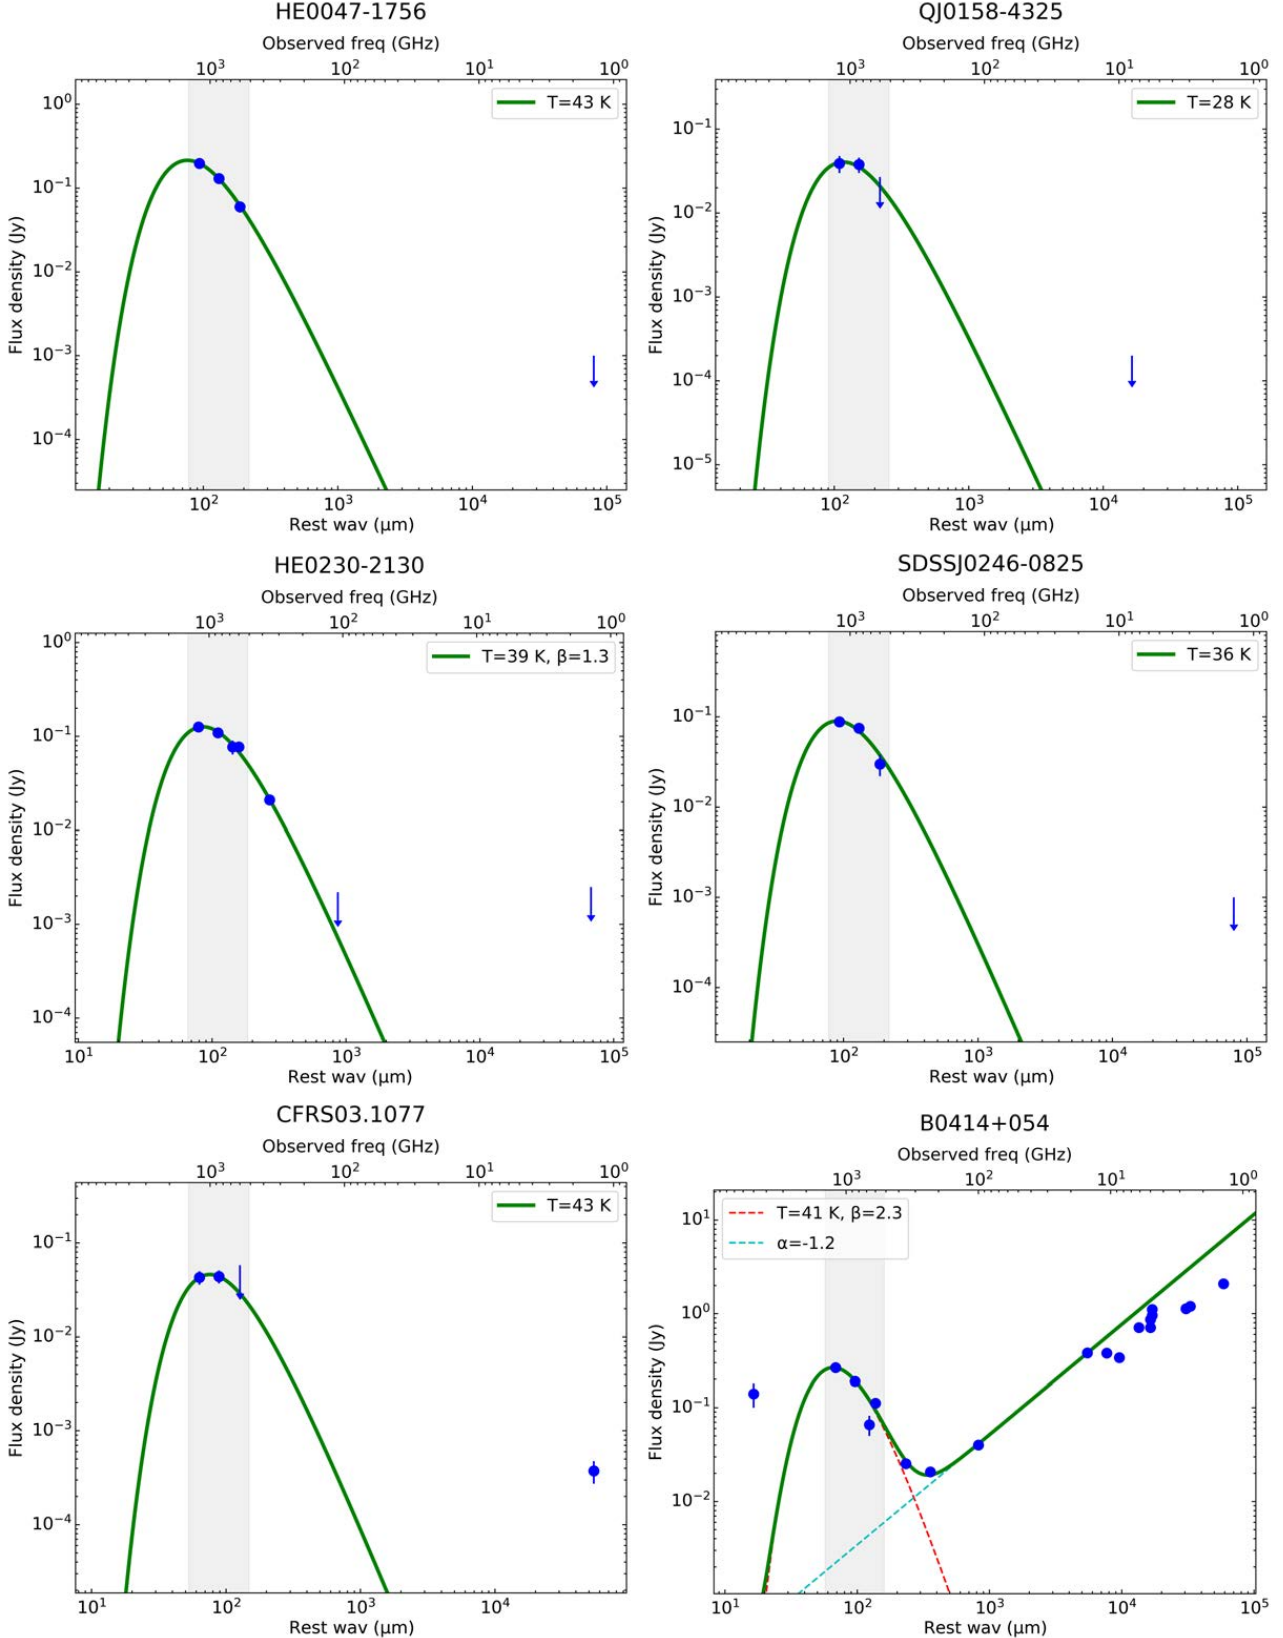 HE0047-1756
Observed freq (GHz)
10³ 10² 10¹ 10⁰
T=43 K
10⁰
10⁻¹
10⁻²
10⁻³
10⁻⁴
Flux density (Jy)
10² 10³ 10⁴ 10⁵
Rest wav (μm)
QJ0158-4325
Observed freq (GHz)
10³ 10² 10¹ 10⁰
T=28 K
10⁻¹
10⁻²
10⁻³
10⁻⁴
10⁻⁵
Flux density (Jy)
10² 10³ 10⁴ 10⁵
Rest wav (μm)
HE0230-2130
Observed freq (GHz)
10³ 10² 10¹ 10⁰
T=39 K, β=1.3
10⁰
10⁻¹
10⁻²
10⁻³
10⁻⁴
Flux density (Jy)
10¹ 10² 10³ 10⁴ 10⁵
Rest wav (μm)
SDSSJ0246-0825
Observed freq (GHz)
10³ 10² 10¹ 10⁰
T=36 K
10⁻¹
10⁻²
10⁻³
10⁻⁴
Flux density (Jy)
10² 10³ 10⁴ 10⁵
Rest wav (μm)
CFRS03.1077
Observed freq (GHz)
10³ 10² 10¹ 10⁰
T=43 K
10⁻¹
10⁻²
10⁻³
10⁻⁴
Flux density (Jy)
10¹ 10² 10³ 10⁴
Rest wav (μm)
B0414+054
Observed freq (GHz)
10³ 10² 10¹ 10⁰
T=41 K, β=2.3
α=-1.2
10¹
10⁰
10⁻¹
10⁻²
Flux density (Jy)
10¹ 10² 10³ 10⁴ 10⁵
Rest wav (μm)